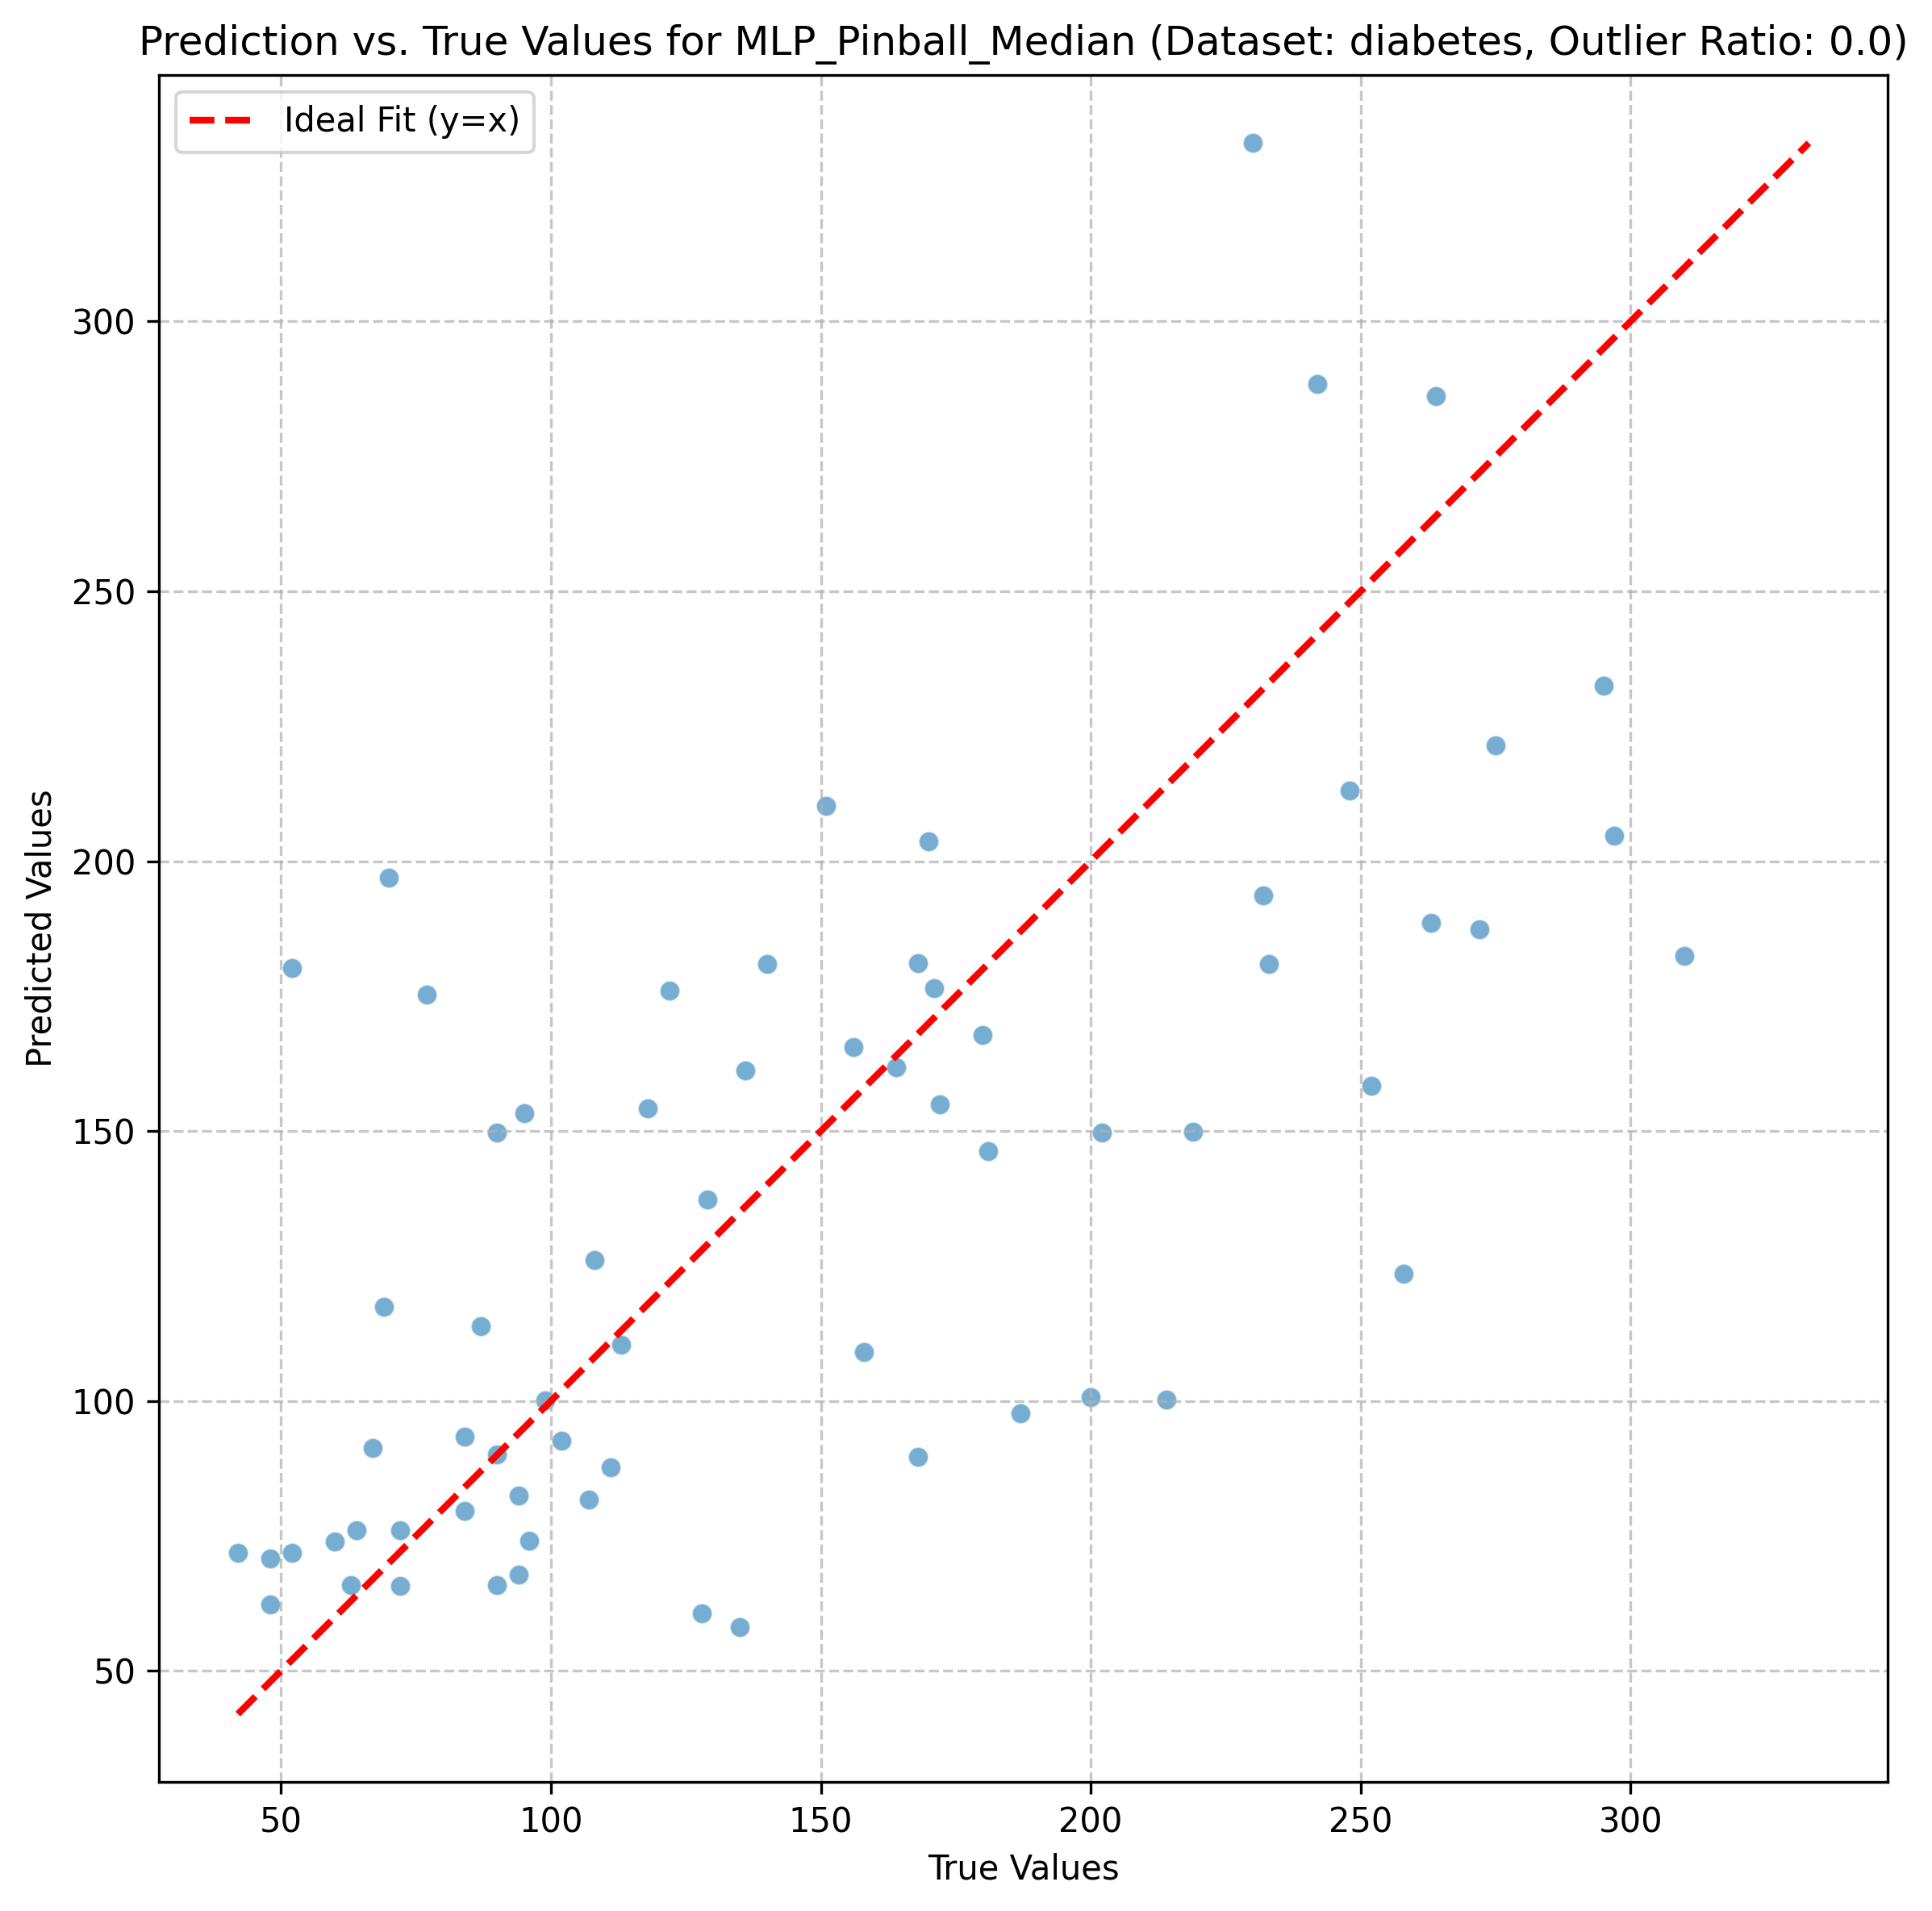 Prediction vs. True Values for MLP_Pinball_Median (Dataset: diabetes, Outlier Ratio: 0.0)
Ideal Fit (y=x)
300
250
200
150
100
50
Predicted Values
50 100 150 200 250 300
True Values